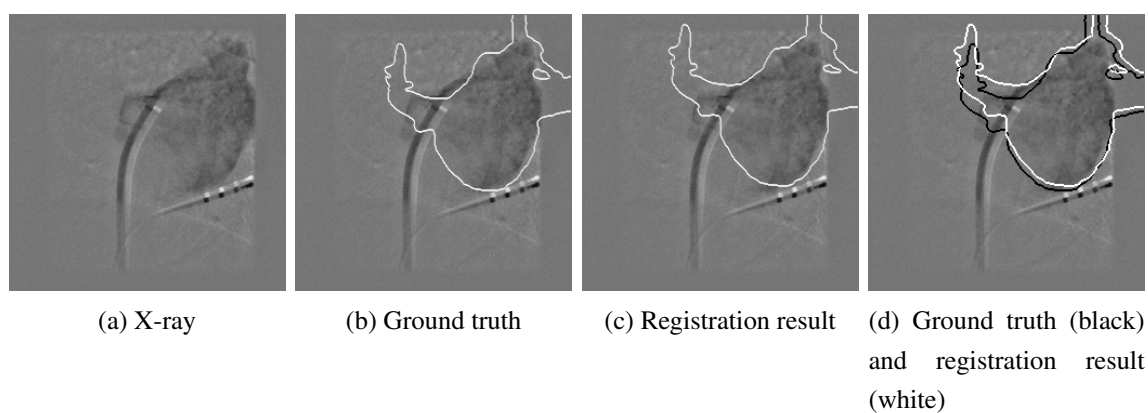 (a) X-ray
(b) Ground truth
(c) Registration result
(d) Ground truth (black)
and registration result
(white)